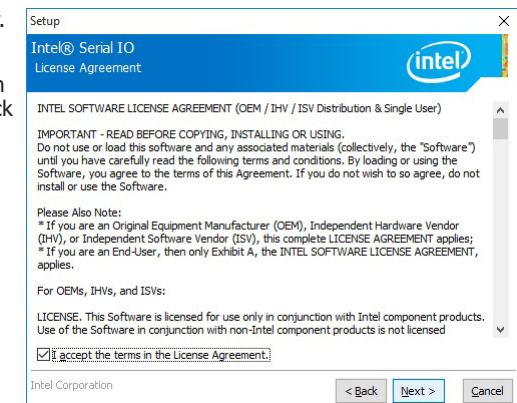 Setup
Intel® Serial IO
License Agreement
intel
INTEL SOFTWARE LICENSE AGREEMENT (OEM / IHV / ISV Distribution & Single User)
IMPORTANT - READ BEFORE COPYING, INSTALLING OR USING.
Do not use or load this software and any associated materials (collectively, the "Software")
until you have carefully read the following terms and conditions. By loading or using the
Software, you agree to the terms of this Agreement. If you do not wish to so agree, do not
install or use the Software.
Please Also Note:
* If you are an Original Equipment Manufacturer (OEM), Independent Hardware Vendor
(IHV), or Independent Software Vendor (ISV), this complete LICENSE AGREEMENT applies;
* If you are an End-User, then only Exhibit A, the INTEL SOFTWARE LICENSE AGREEMENT,
applies.
For OEMs, IHVs, and ISVs:
LICENSE. This Software is licensed for use only in conjunction with Intel component products.
Use of the Software in conjunction with non-Intel component products is not licensed
I accept the terms in the License Agreement.
Intel Corporation
< Back
Next >
Cancel